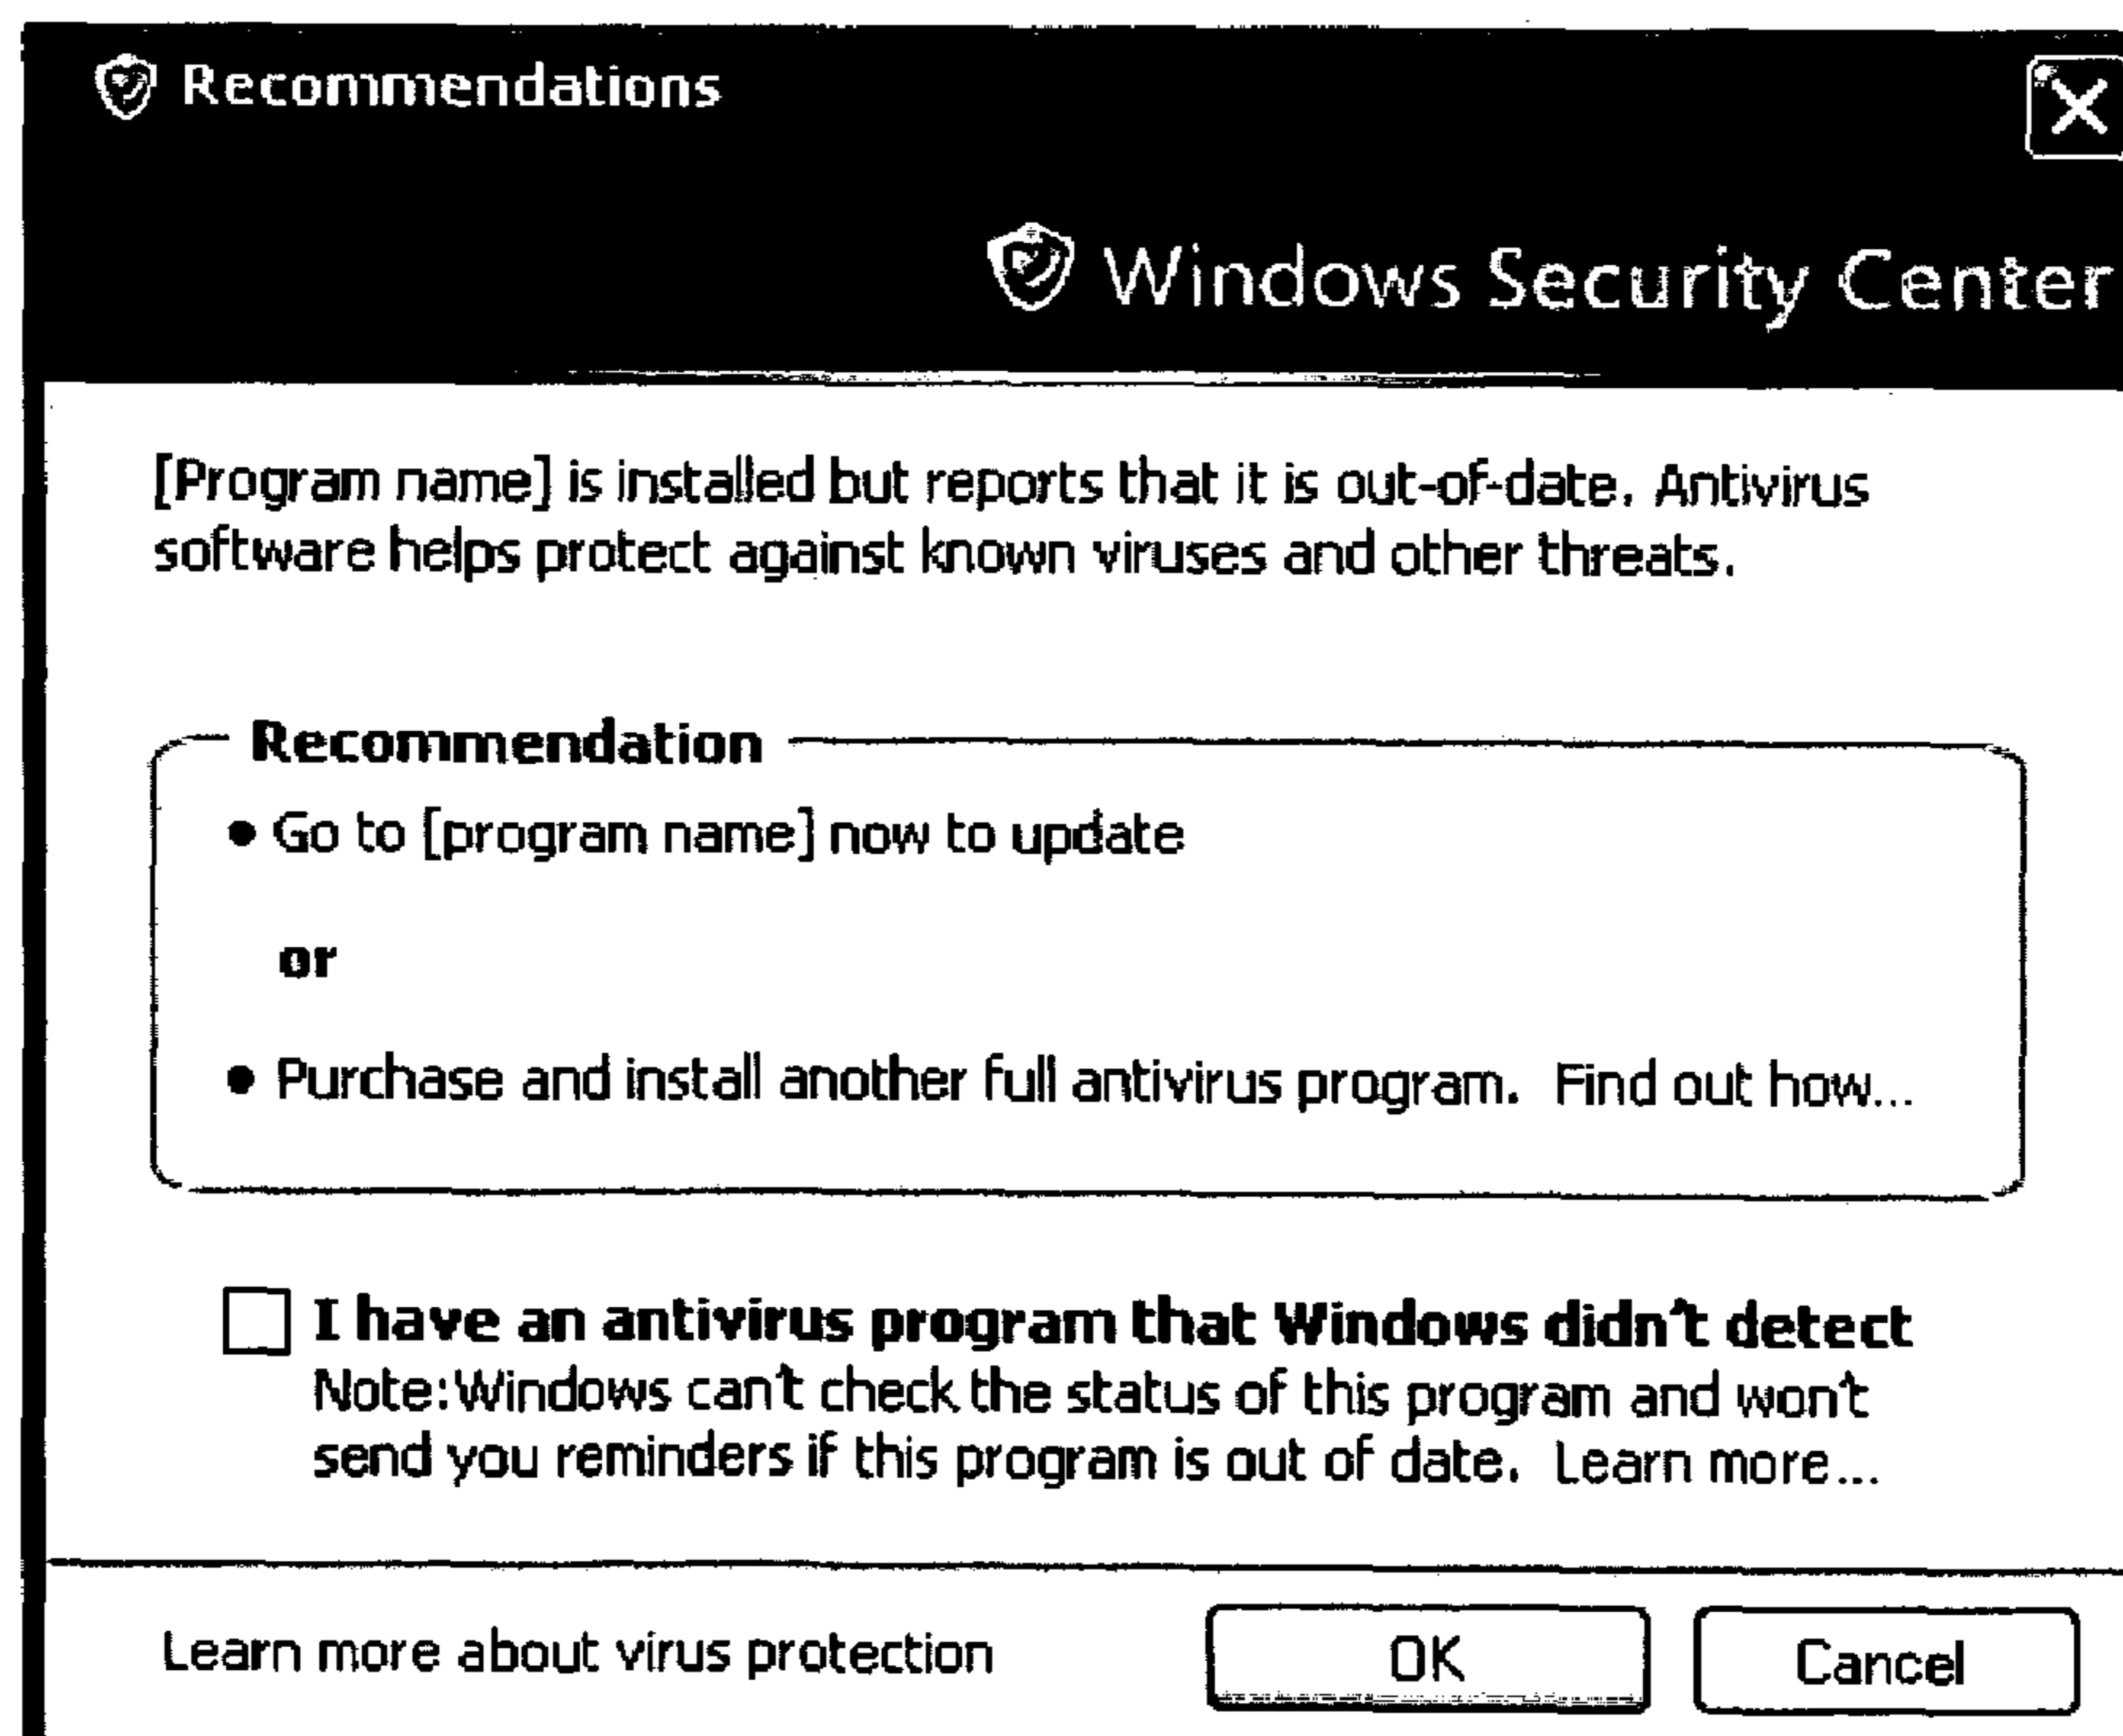 Recommendations
Windows Security Center
[Program name] is installed but reports that it is out-of-date. Antivirus
software helps protect against known viruses and other threats.
Recommendation
• Go to [program name] now to update
or
• Purchase and install another full antivirus program. Find out how...
I have an antivirus program that Windows didn't detect
Note:Windows can't check the status of this program and won't
send you reminders if this program is out of date. Learn more...
Learn more about virus protection
OK
Cancel